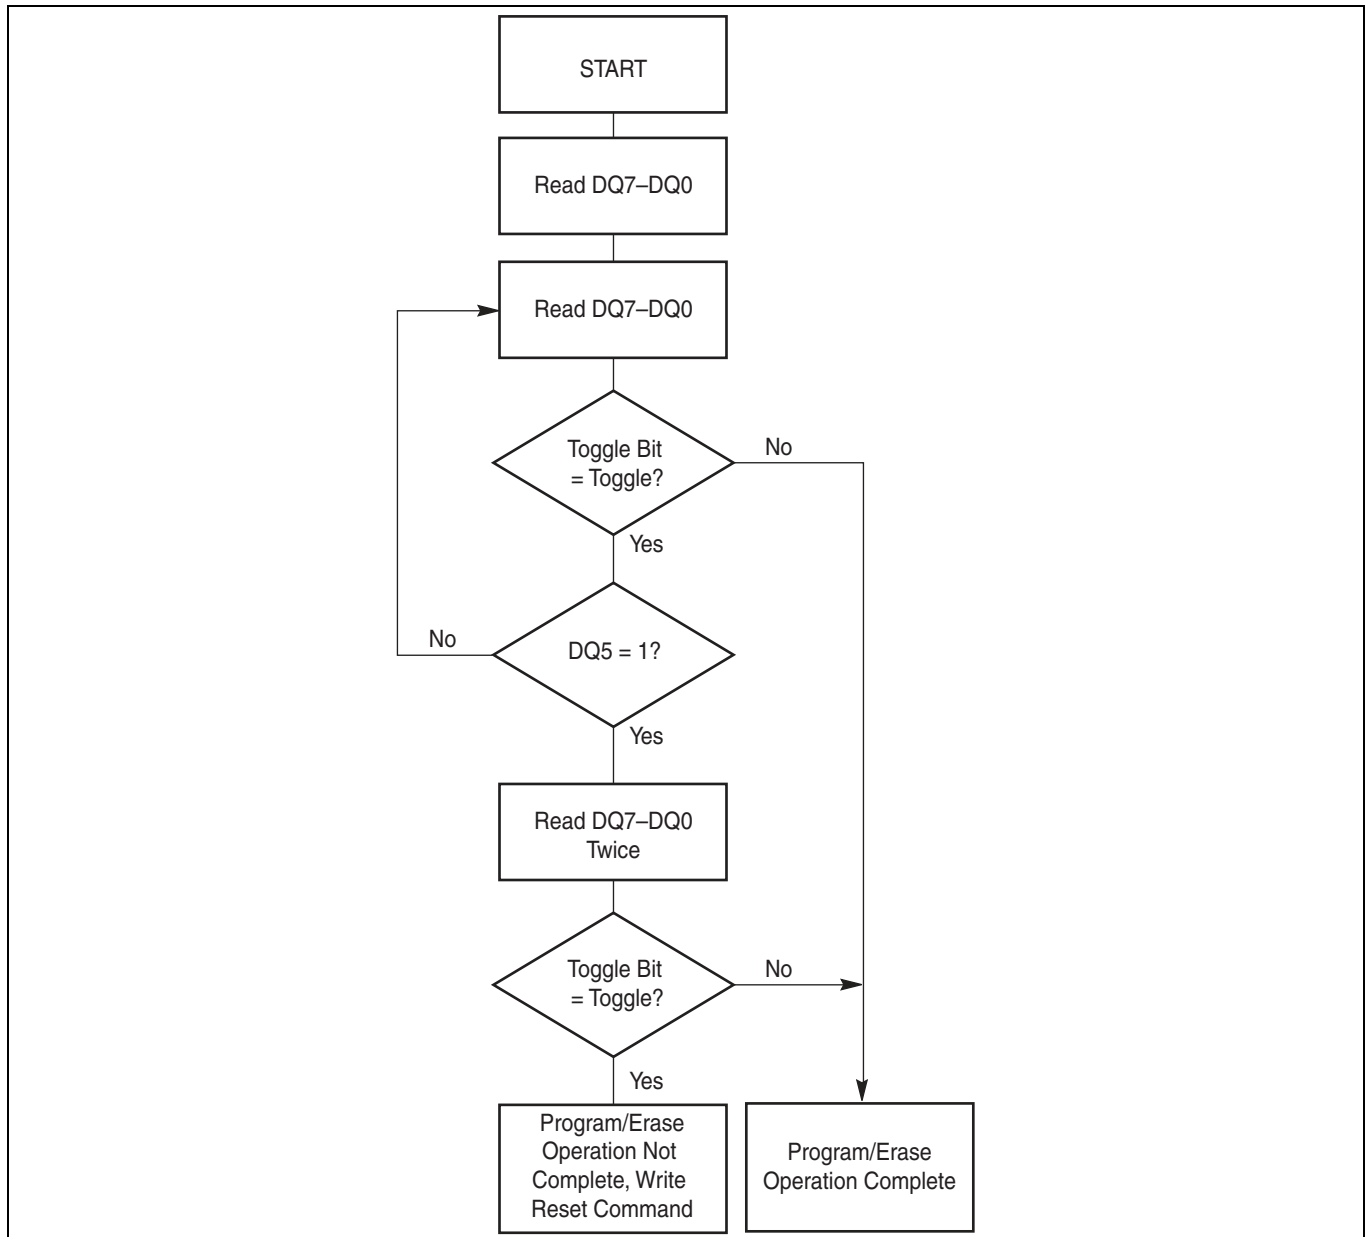 START
Read DQ7–DQ0
Read DQ7–DQ0
Toggle Bit
= Toggle?
No
Yes
No
DQ5 = 1?
Yes
Read DQ7–DQ0
Twice
Toggle Bit
= Toggle?
No
Yes
Program/Erase
Operation Not
Complete, Write
Reset Command
Program/Erase
Operation Complete